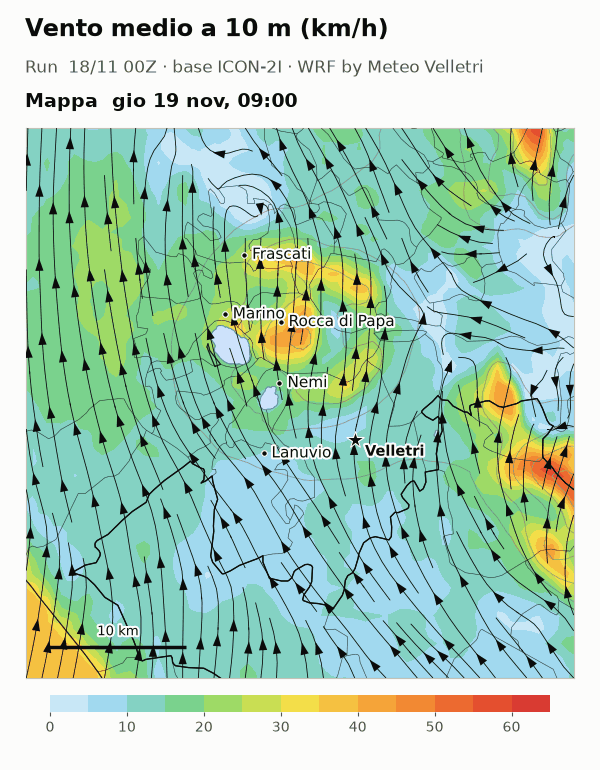 Vento medio a 10 m (km/h)
Run  18/11 00Z · base ICON-2I · WRF by Meteo Velletri
Mappa  gio 19 nov, 09:00
Frascati
Marino
Rocca di Papa
Nemi
Velletri
Lanuvio
10 km
0 10 20 30 40 50 60